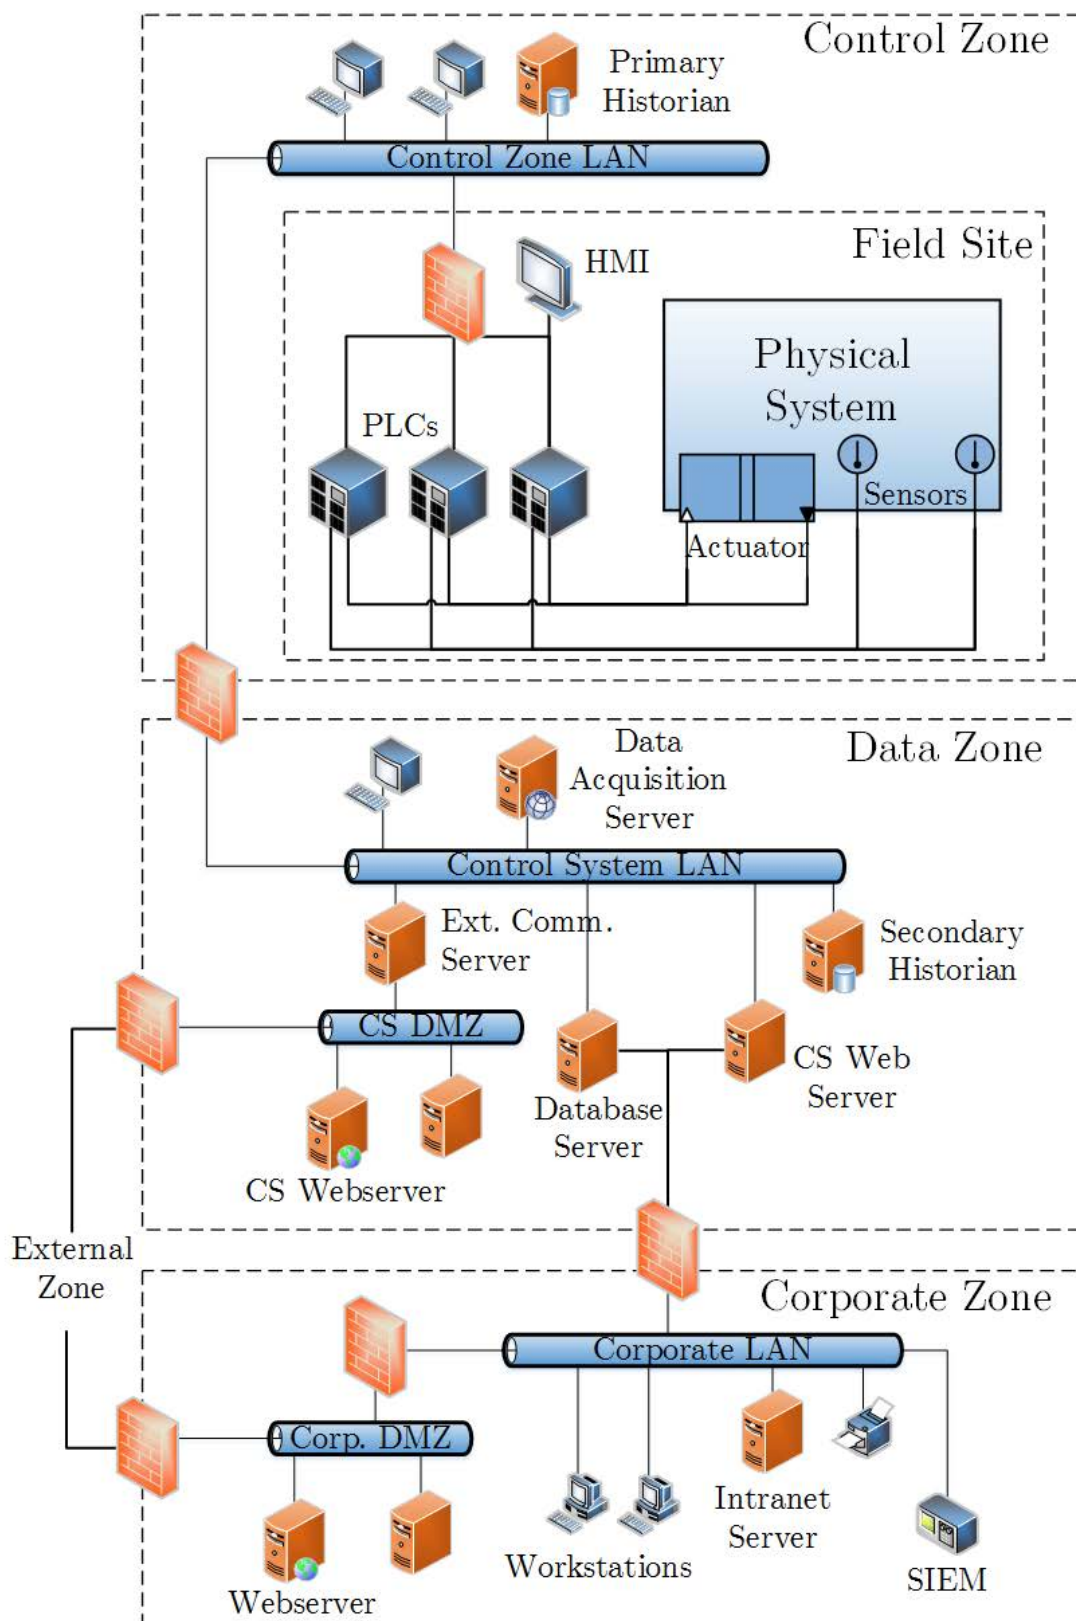 Control Zone
Primary
Historian
Control Zone LAN
Field Site
HMI
Physical
System
PLCs
Sensors
Actuator
Data Zone
Data
Acquisition
Server
Control System LAN
Ext. Comm.
Server
Secondary
Historian
CS DMZ
CS Web
Server
Database
Server
CS Webserver
External
Zone
Corporate Zone
Corporate LAN
Corp. DMZ
Intranet
Server
Workstations
SIEM
Webserver